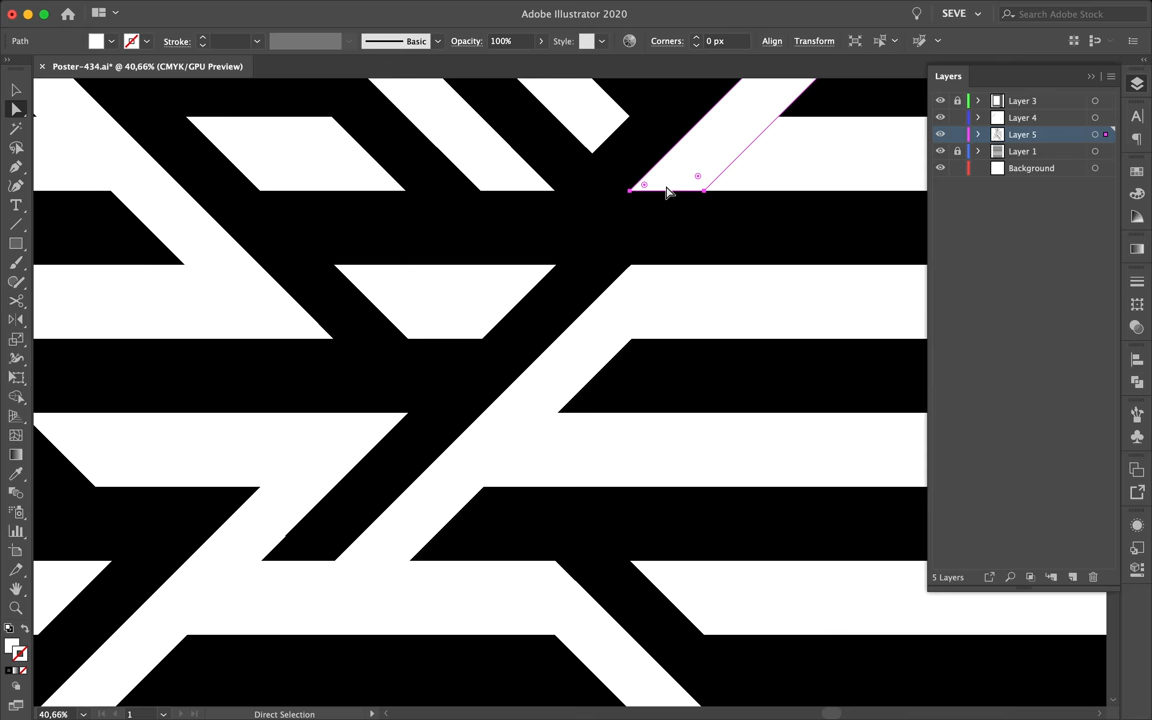 Adobe Illustrator 2020
SEVE
Search Adobe Stock
Path
Stroke:
Basic
Opacity:
100%
Style:
Corners:
0 px
Align
Transform
× Poster-434.ai* @ 40,66% (CMYK/GPU Preview)
Layers
Layer 3
Layer 4
Layer 5
Layer 1
Background
5 Layers
40,66%
1
Direct Selection